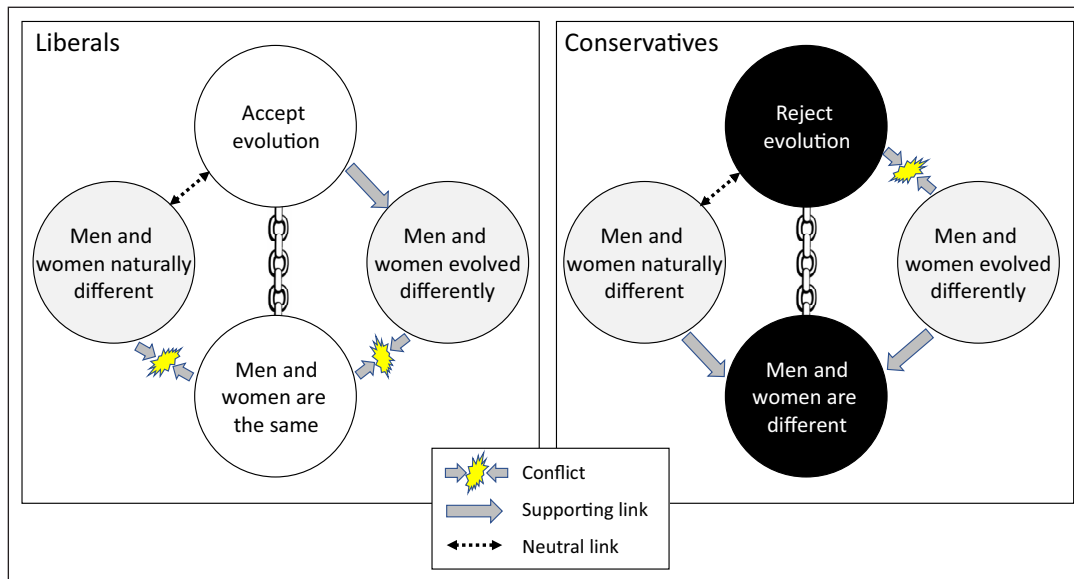 Liberals
Accept
evolution
Men and
women naturally
different
Men and
women evolved
differently
Men and
women are
the same
Conservatives
Reject
evolution
Men and
women naturally
different
Men and
women evolved
differently
Men and
women are
different
Conflict
Supporting link
Neutral link